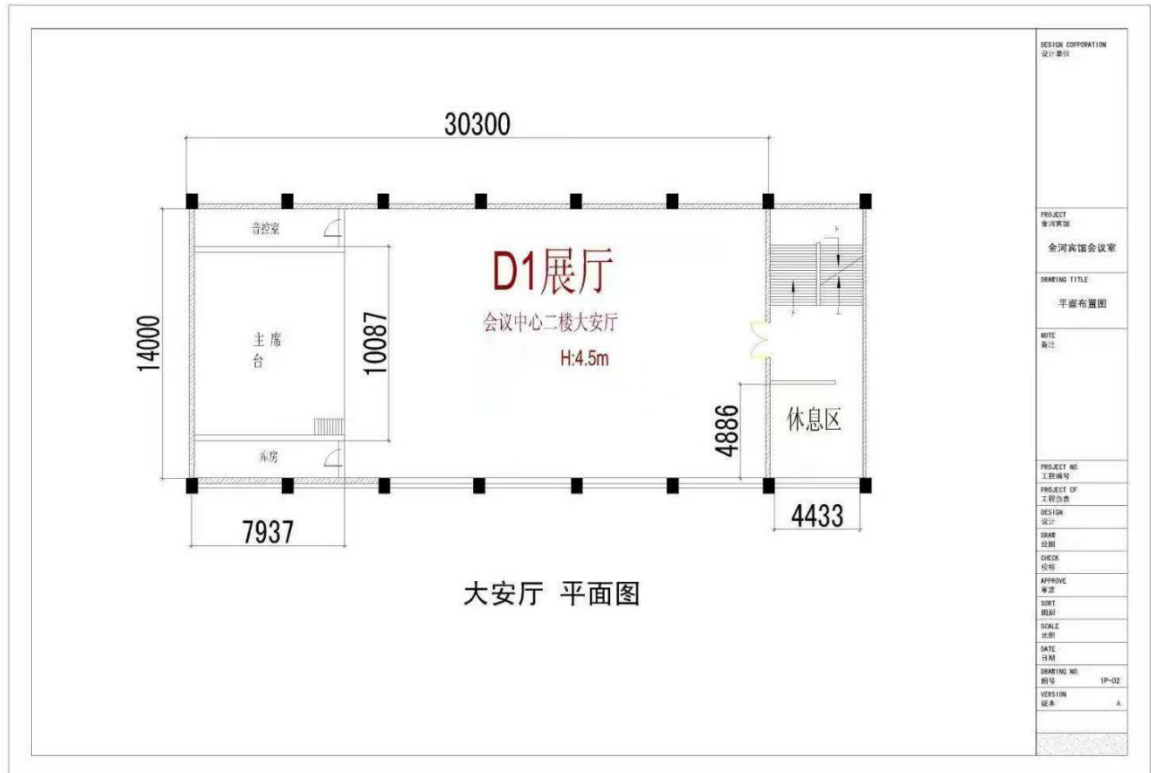 30300
14000
音控室
主 席
台
10087
库房
D1展厅
会议中心二楼大安厅
H:4.5m
4886
休息区
7937
4433
大安厅 平面图
DESIGN COPPORATION
设计单位
PROJECT
金河宾馆
金河宾馆会议室
DRAWING TITLE
平面布置图
NOTE
备注
PROJECT NO.
工程编号
PROJECT OF
工程负责
DESIGN
设计
DRAW
绘图
CHECK
校核
APPROVE
审定
SORT
图别
SCALE
比例
DATE
日期
DRAWING NO.
图号 1P-02
VERSION
版本 A